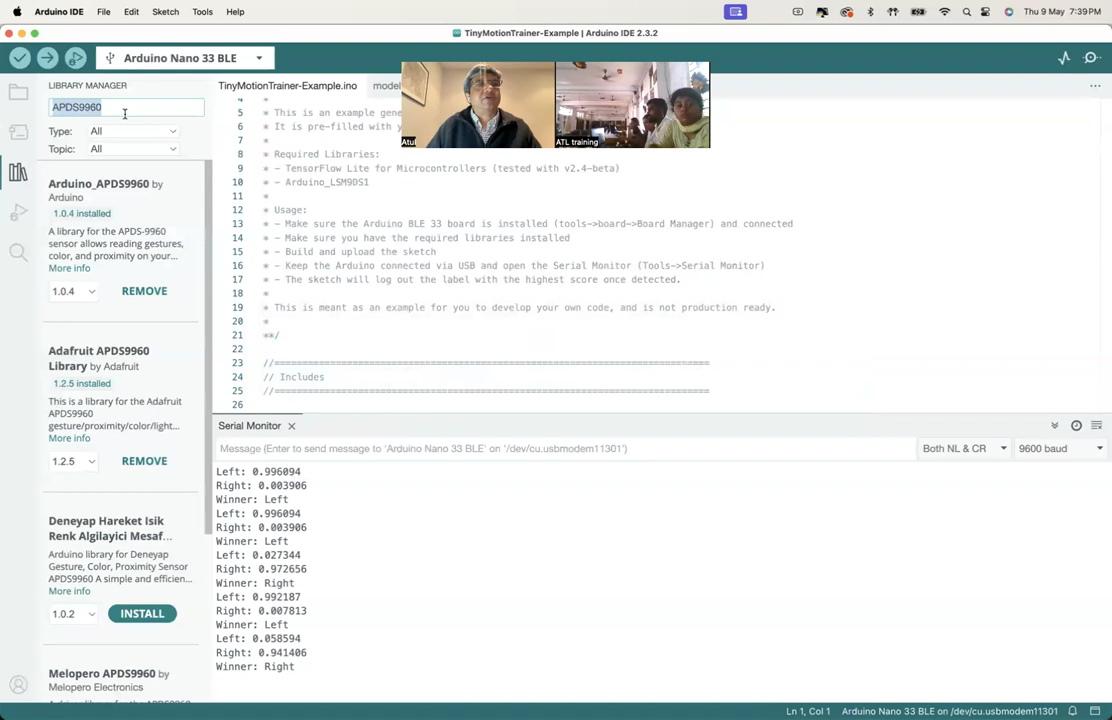 Arduino IDE File Edit Sketch Tools Help
Thu 9 May 7:39 PM
TinyMotionTrainer-Example | Arduino IDE 2.3.2
Arduino Nano 33 BLE
LIBRARY MANAGER
APDS9960
Type: All
Topic: All
Arduino_APDS9960 by
Arduino
1.0.4 installed
A library for the APDS-9960
sensor allows reading gestures,
color, and proximity on your...
More info
1.0.4 REMOVE
Adafruit APDS9960
Library by Adafruit
1.2.5 installed
This is a library for the Adafruit
APDS9960
gesture/proximity/color/light...
More info
1.2.5 REMOVE
Deneyap Hareket Isik
Renk Algilayici Mesaf...
Arduino library for Deneyap
Gesture, Color, Proximity Sensor
APDS9960 A simple and efficien...
More info
1.0.2 INSTALL
Melopero APDS9960 by
Melopero Electronics
TinyMotionTrainer-Example.ino model
Atul
ATL training
4 *
5 * This is an example gene
6 * It is pre-filled with y
7 *
8 * Required Libraries:
9 * - TensorFlow Lite for Microcontrollers (tested with v2.4-beta)
10 * - Arduino_LSM9DS1
11 *
12 * Usage:
13 * - Make sure the Arduino BLE 33 board is installed (tools->board->Board Manager) and connected
14 * - Make sure you have the required libraries installed
15 * - Build and upload the sketch
16 * - Keep the Arduino connected via USB and open the Serial Monitor (Tools->Serial Monitor)
17 * - The sketch will log out the label with the highest score once detected.
18 *
19 * This is meant as an example for you to develop your own code, and is not production ready.
20 *
21 **/
22
23 //==============================================================================
24 // Includes
25 //==============================================================================
26
Serial Monitor
Message (Enter to send message to 'Arduino Nano 33 BLE' on '/dev/cu.usbmodem11301')
Both NL & CR
9600 baud
Left: 0.996094
Right: 0.003906
Winner: Left
Left: 0.996094
Right: 0.003906
Winner: Left
Left: 0.027344
Right: 0.972656
Winner: Right
Left: 0.992187
Right: 0.007813
Winner: Left
Left: 0.058594
Right: 0.941406
Winner: Right
Ln 1, Col 1 Arduino Nano 33 BLE on /dev/cu.usbmodem11301